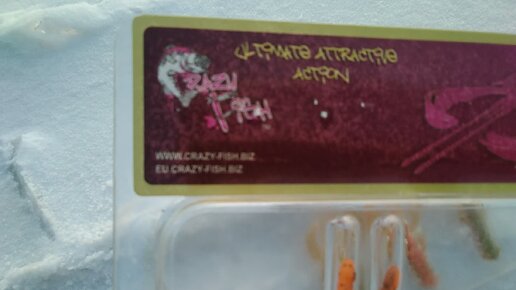 ULTIMATE ATTRACTIVE
ACTION
CRAZY
FISH
WWW.CRAZY-FISH.BIZ
EU.CRAZY-FISH.BIZ